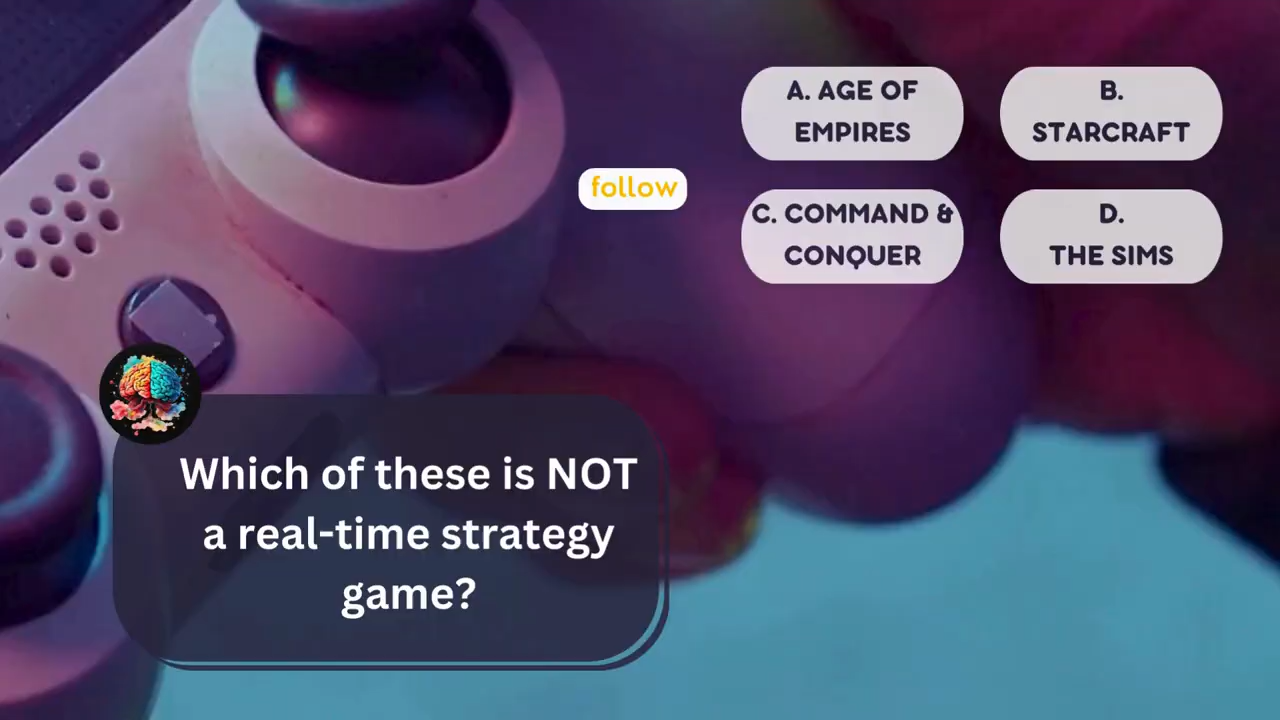 A. AGE OF
EMPIRES
B.
STARCRAFT
follow
C. COMMAND &
CONQUER
D.
THE SIMS
Which of these is NOT
a real-time strategy
game?